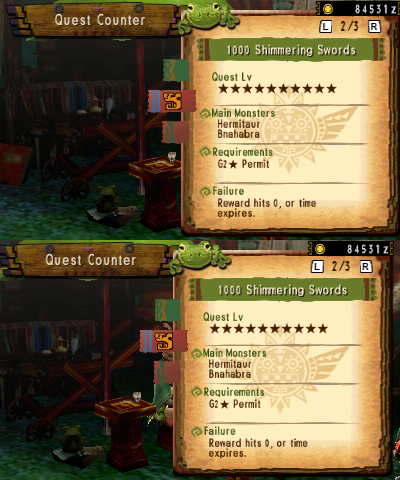 Quest Counter
84531z
L 2/3 R
1000 Shimmering Swords
Quest Lv
★★★★★★★★★★
Main Monsters
Hermitaur
Bnahabra
Requirements
G2★ Permit
Failure
Reward hits 0, or time
expires.
Quest Counter
84531z
L 2/3 R
1000 Shimmering Swords
Quest Lv
★★★★★★★★★★
Main Monsters
Hermitaur
Bnahabra
Requirements
G2★ Permit
Failure
Reward hits 0, or time
expires.